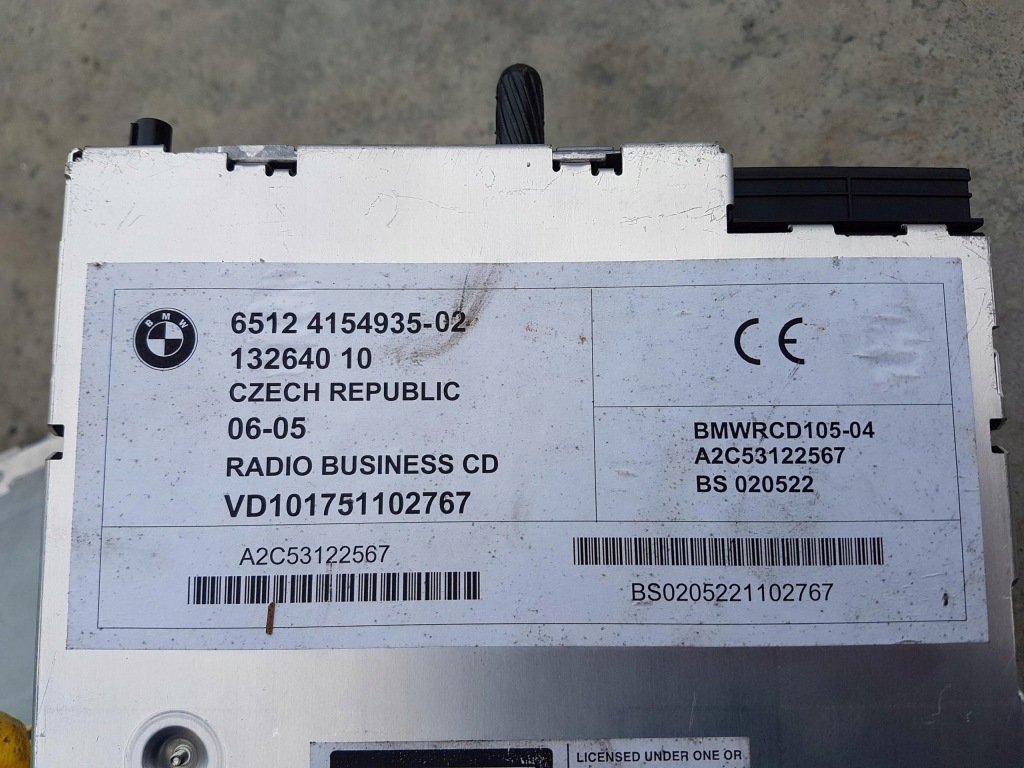 BMW
6512 4154935-02
132640 10
CZECH REPUBLIC
06-05
RADIO BUSINESS CD
VD101751102767
CE
BMWRCD105-04
A2C53122567
BS 020522
A2C53122567
BS0205221102767
LICENSED UNDER ONE OR